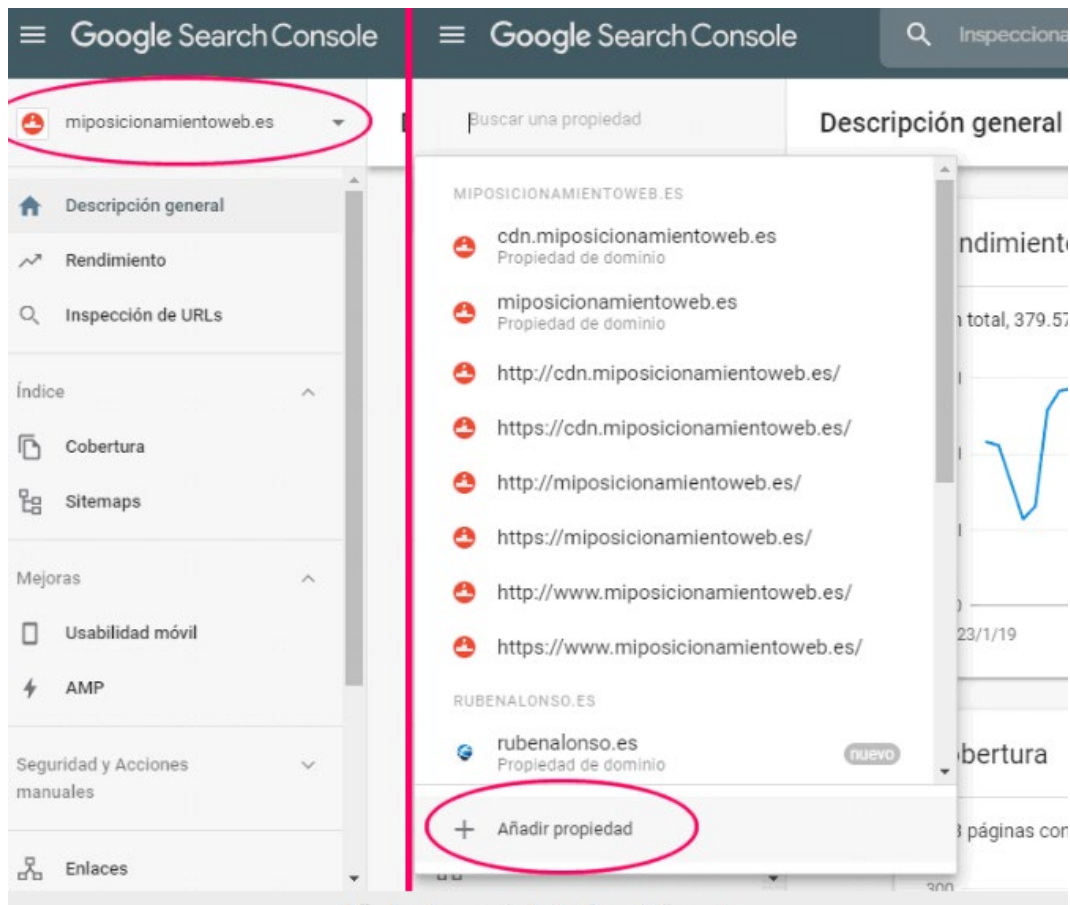 Google Search Console
miposicionamientoweb.es
Descripción general
Rendimiento
Inspección de URLs
Índice
Cobertura
Sitemaps
Mejoras
Usabilidad móvil
AMP
Seguridad y Acciones
manuales
Enlaces
Google Search Console
Inspecciona
Buscar una propiedad
Descripción general
MIPOSICIONAMIENTOWEB.ES
cdn.miposicionamientoweb.es
Propiedad de dominio
miposicionamientoweb.es
Propiedad de dominio
http://cdn.miposicionamientoweb.es/
https://cdn.miposicionamientoweb.es/
http://miposicionamientoweb.es/
https://miposicionamientoweb.es/
http://www.miposicionamientoweb.es/
https://www.miposicionamientoweb.es/
RUBENALONSO.ES
rubenalonso.es
nuevo
Propiedad de dominio
Añadir propiedad
ndimiento
total, 379.57
23/1/19
bertura
páginas con
300